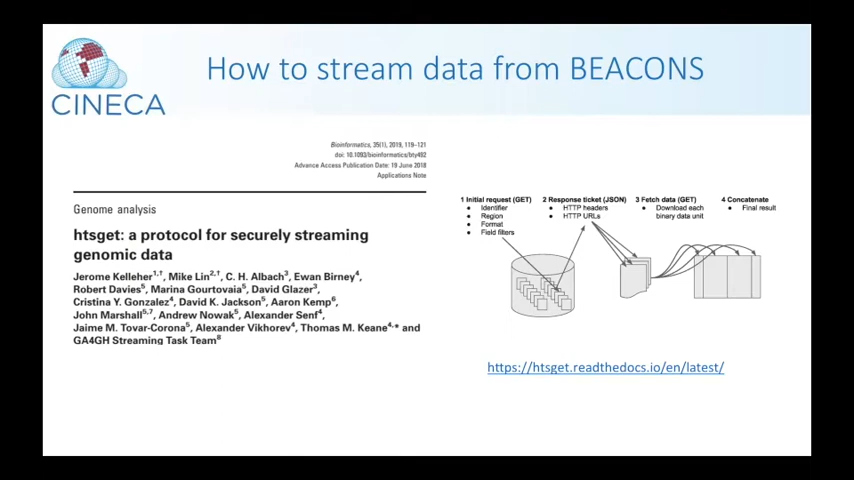 CINECA
How to stream data from BEACONS
Bioinformatics, 35(1), 2019, 119–121
doi: 10.1093/bioinformatics/bty492
Advance Access Publication Date: 19 June 2018
Applications Note
Genome analysis
htsget: a protocol for securely streaming
genomic data
Jerome Kelleher1,†, Mike Lin2,†, C. H. Albach3, Ewan Birney4,
Robert Davies5, Marina Gourtovaia5, David Glazer3,
Cristina Y. Gonzalez4, David K. Jackson5, Aaron Kemp6,
John Marshall5,7, Andrew Nowak5, Alexander Senf4,
Jaime M. Tovar-Corona5, Alexander Vikhorev4, Thomas M. Keane4,* and
GA4GH Streaming Task Team8
1 Initial request (GET)
● Identifier
● Region
● Format
● Field filters
2 Response ticket (JSON)
● HTTP headers
● HTTP URLs
3 Fetch data (GET)
● Download each
binary data unit
4 Concatenate
● Final result
https://htsget.readthedocs.io/en/latest/